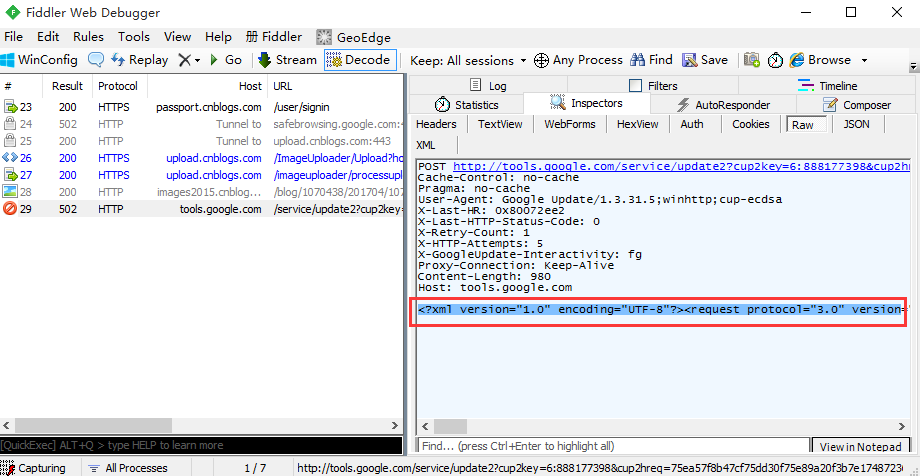 Fiddler Web Debugger
File Edit Rules Tools View Help 册 Fiddler GeoEdge
WinConfig Replay Go Stream Decode Keep: All sessions Any Process Find Save Browse
# Result Protocol Host URL
23 200 HTTPS passport.cnblogs.com /user/signin
24 502 HTTP Tunnel to safebrowsing.google.com:4
25 200 HTTP Tunnel to upload.cnblogs.com:443
26 200 HTTPS upload.cnblogs.com /ImageUploader/Upload?ho
27 200 HTTPS upload.cnblogs.com /imageuploader/processuplo
28 200 HTTP images2015.cnblo... /blog/1070438/201704/107
29 502 HTTP tools.google.com /service/update2?cup2key=
Log Filters Timeline
Statistics Inspectors AutoResponder Composer
Headers TextView WebForms HexView Auth Cookies Raw JSON
XML
POST http://tools.google.com/service/update2?cup2key=6:888177398&cup2hr
Cache-Control: no-cache
Pragma: no-cache
User-Agent: Google Update/1.3.31.5;winhttp;cup-ecdsa
X-Last-HR: 0x80072ee2
X-Last-HTTP-Status-Code: 0
X-Retry-Count: 1
X-HTTP-Attempts: 5
X-GoogleUpdate-Interactivity: fg
Proxy-Connection: Keep-Alive
Content-Length: 980
Host: tools.google.com
<?xml version="1.0" encoding="UTF-8"?><request protocol="3.0" version=
[QuickExec] ALT+Q > type HELP to learn more
Find... (press Ctrl+Enter to highlight all) View in Notepad
Capturing All Processes 1 / 7 http://tools.google.com/service/update2?cup2key=6:888177398&cup2hreq=75ea57f8b47cf75dd30f75e89a20f3b7e1748723